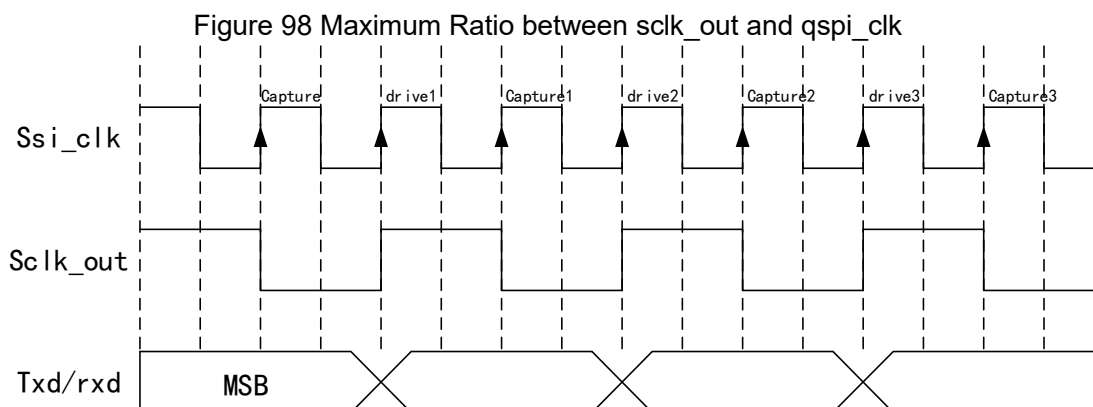 Figure 98 Maximum Ratio between sclk_out and qspi_clk
Capture drive1 Capture1 drive2 Capture2 drive3 Capture3
Ssi_clk
Sclk_out
Txd/rxd MSB